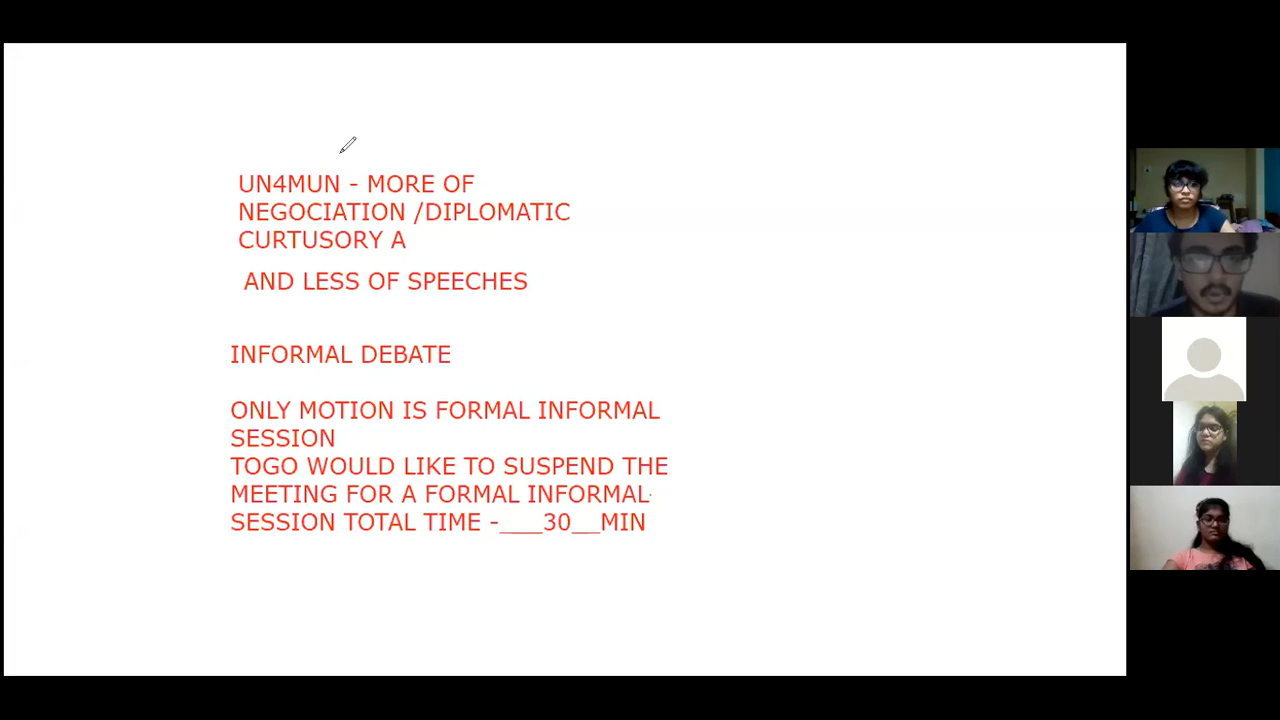 UN4MUN - MORE OF
NEGOCIATION /DIPLOMATIC
CURTUSORY A
AND LESS OF SPEECHES
INFORMAL DEBATE
ONLY MOTION IS FORMAL INFORMAL
SESSION
TOGO WOULD LIKE TO SUSPEND THE
MEETING FOR A FORMAL INFORMAL
SESSION TOTAL TIME -___30__MIN